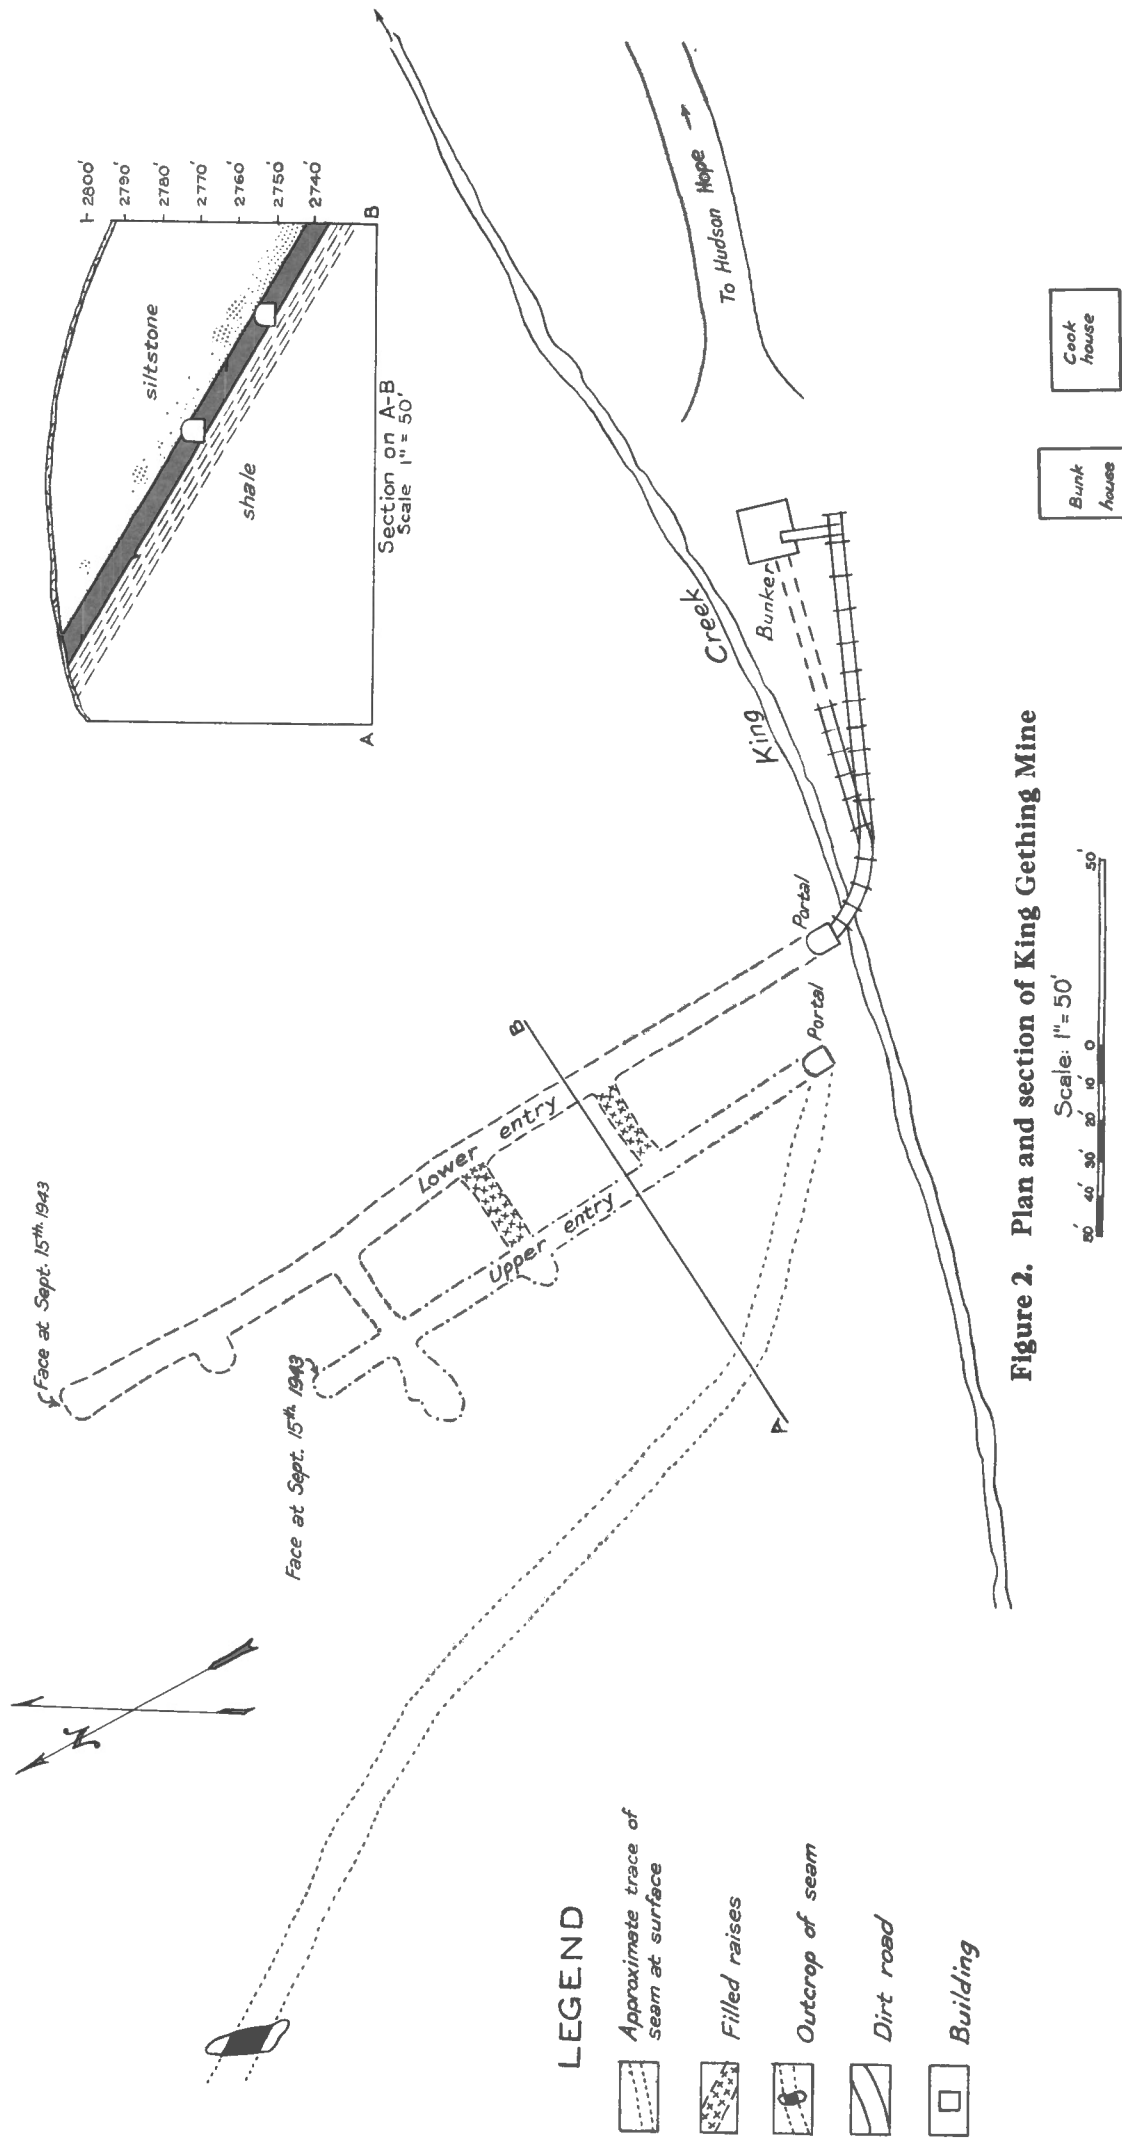 Face at Sept. 15th. 1943
Face at Sept. 15th. 1943
N
Lower entry
Upper entry
A
B
Portal
Portal
King Creek
Bunker
To Hudson Hope →
Bunk
house
Cook
house
siltstone
shale
2800'
2790'
2780'
2770'
2760'
2750'
2740'
A
B
Section on A-B
Scale 1" = 50'
LEGEND
Approximate trace of
seam at surface
Filled raises
Outcrop of seam
Dirt road
Building
Figure 2. Plan and section of King Gething Mine
Scale: 1" = 50'
40' 30' 20' 10' 0 50'